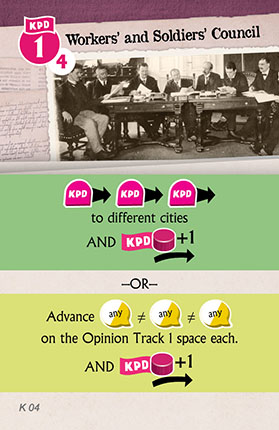 KPD
1
4
Workers' and Soldiers' Council
KPD KPD KPD
to different cities
AND KPD +1
–OR–
Advance any ≠ any ≠ any
on the Opinion Track 1 space each.
AND KPD +1
K 04